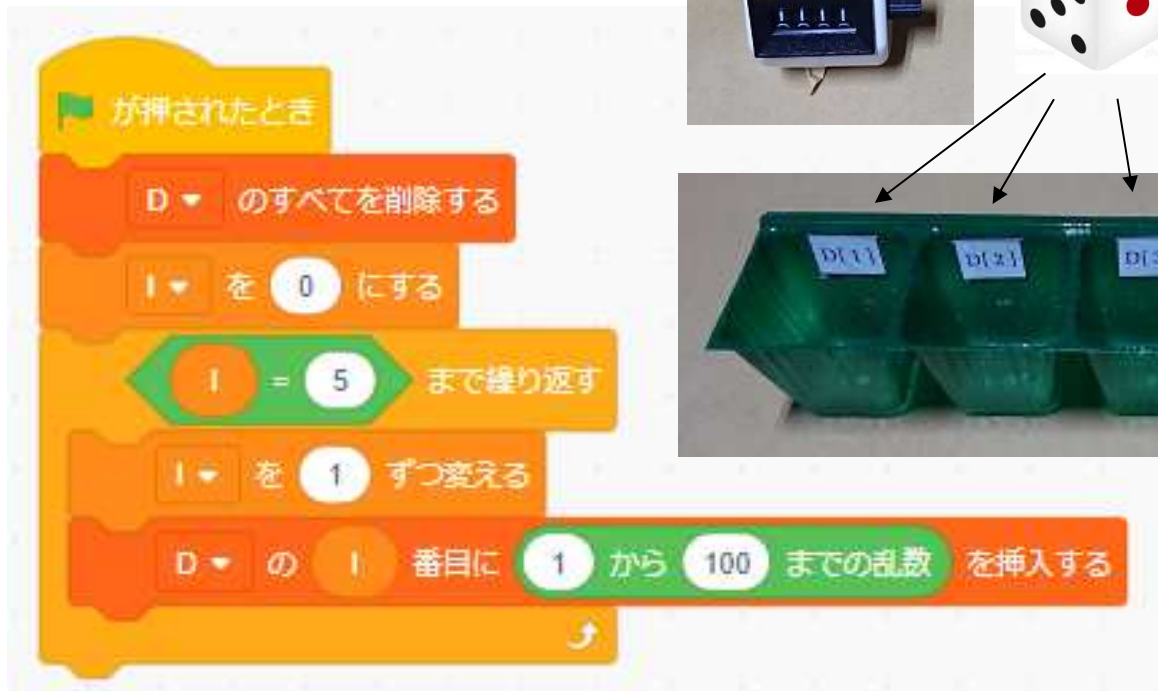 が押されたとき
D のすべてを削除する
I を 0 にする
I = 5 まで繰り返す
I を 1 ずつ変える
D の I 番目に 1 から 100 までの乱数 を挿入する
D[1]
D[2]